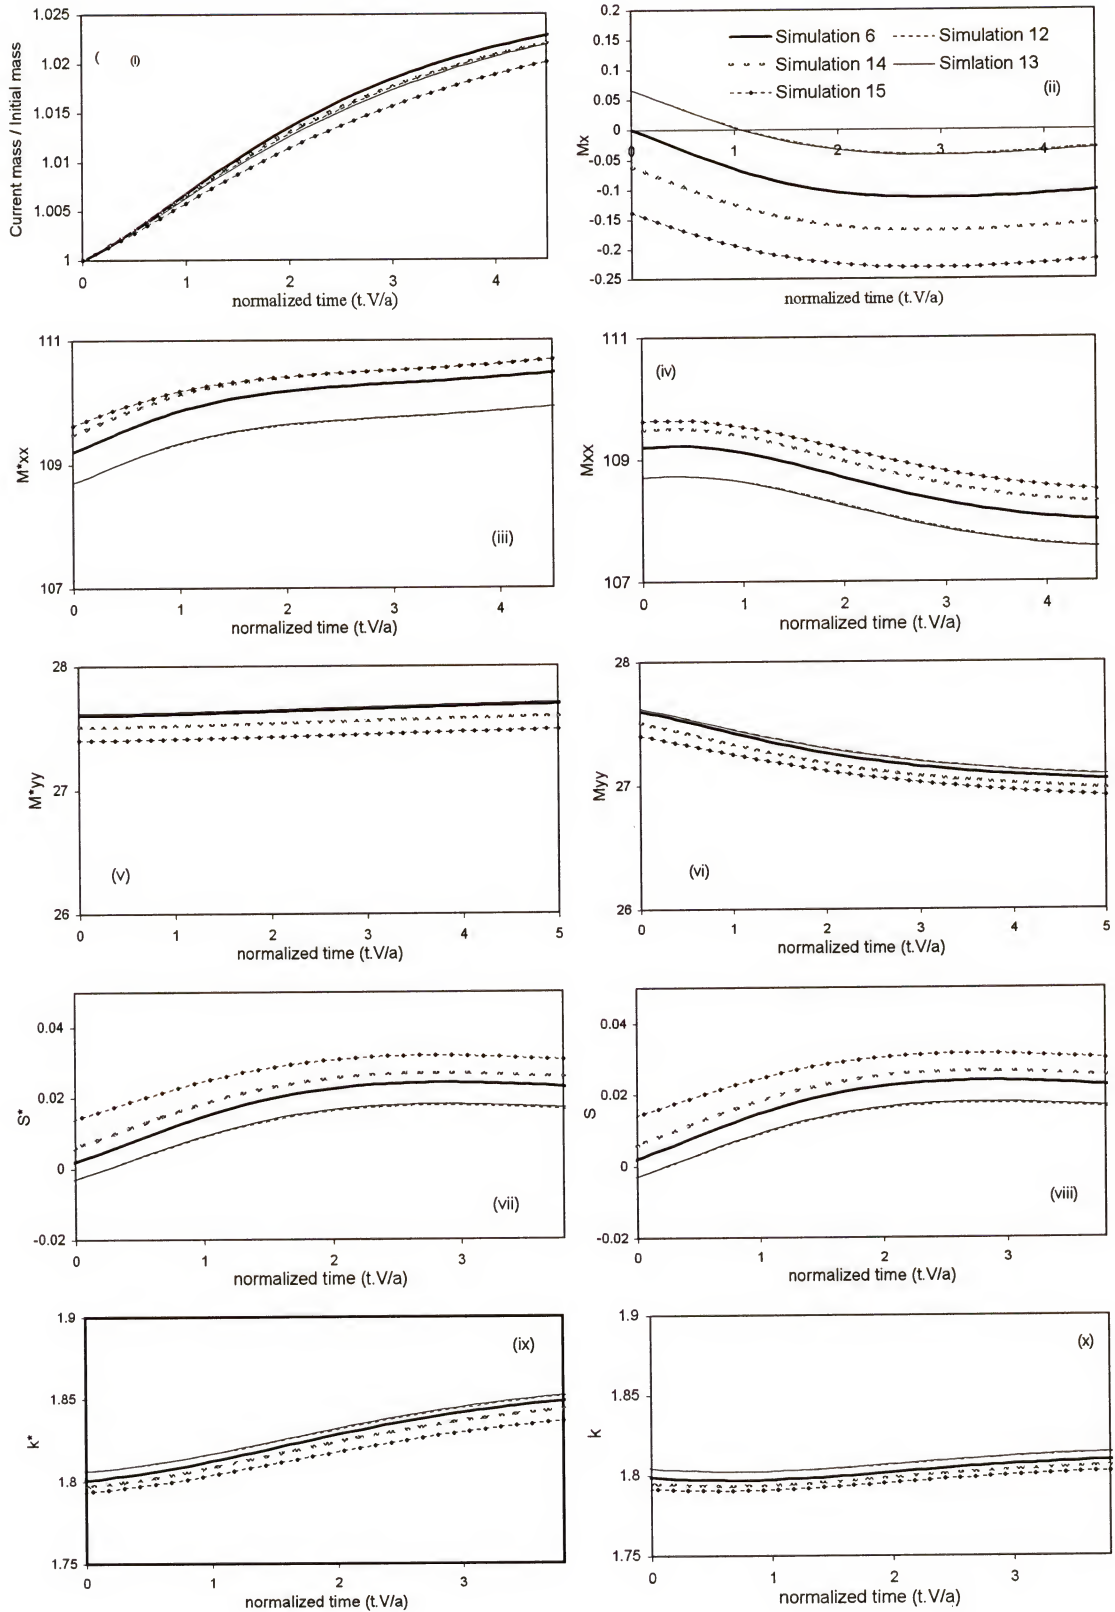 1.025
1.02
1.015
1.01
1.005
1
Current mass / Initial mass
( (i)
0 1 2 3 4
normalized time (t.V/a)
0.2
0.15
0.1
0.05
0
-0.05
-0.1
-0.15
-0.2
-0.25
Mx
Simulation 6 Simulation 12
Simulation 14 Simlation 13
Simulation 15
(ii)
0 1 2 3 4
normalized time (t.V/a)
111
109
107
M*xx
(iii)
0 1 2 3 4
normalized time (t.V/a)
111
109
107
Mxx
(iv)
0 1 2 3 4
normalized time (t.V/a)
28
27
26
M*yy
(v)
0 1 2 3 4 5
normalized time (t.V/a)
28
27
26
Myy
(vi)
0 1 2 3 4 5
normalized time (t.V/a)
0.04
0.02
0
-0.02
S*
(vii)
0 1 2 3
normalized time (t.V/a)
0.04
0.02
0
-0.02
S
(viii)
0 1 2 3
normalized time (t.V/a)
1.9
1.85
1.8
1.75
k*
(ix)
0 1 2 3
normalized time (t.V/a)
1.9
1.85
1.8
1.75
k
(x)
0 1 2 3
normalized time (t.V/a)